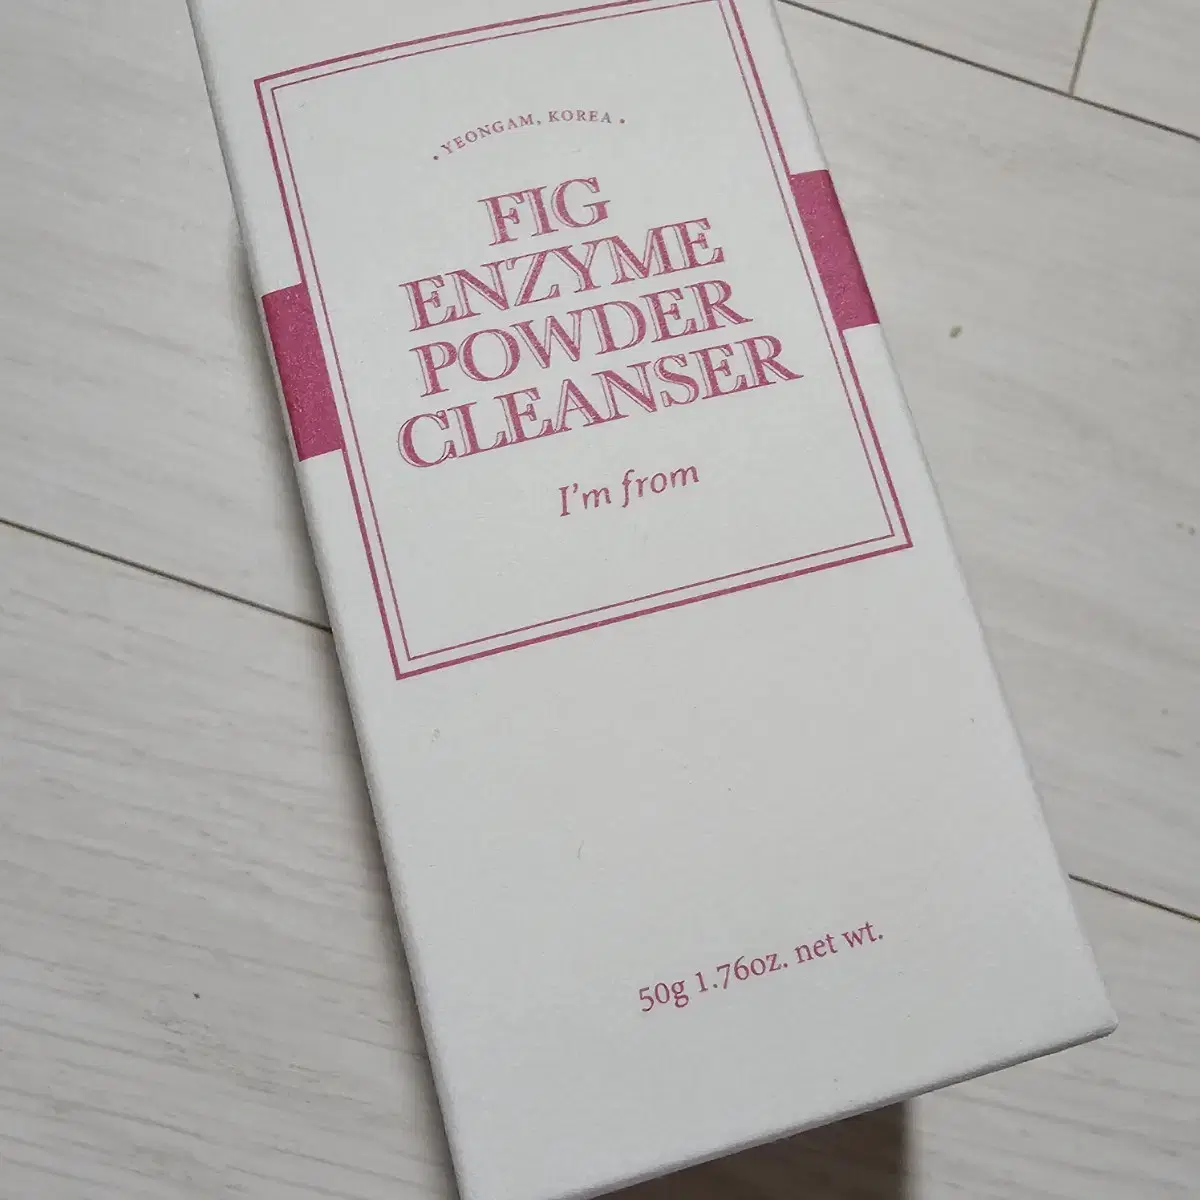 • YEONGAM, KOREA •
FIG
ENZYME
POWDER
CLEANSER
I'm from
50g 1.76oz. net wt.